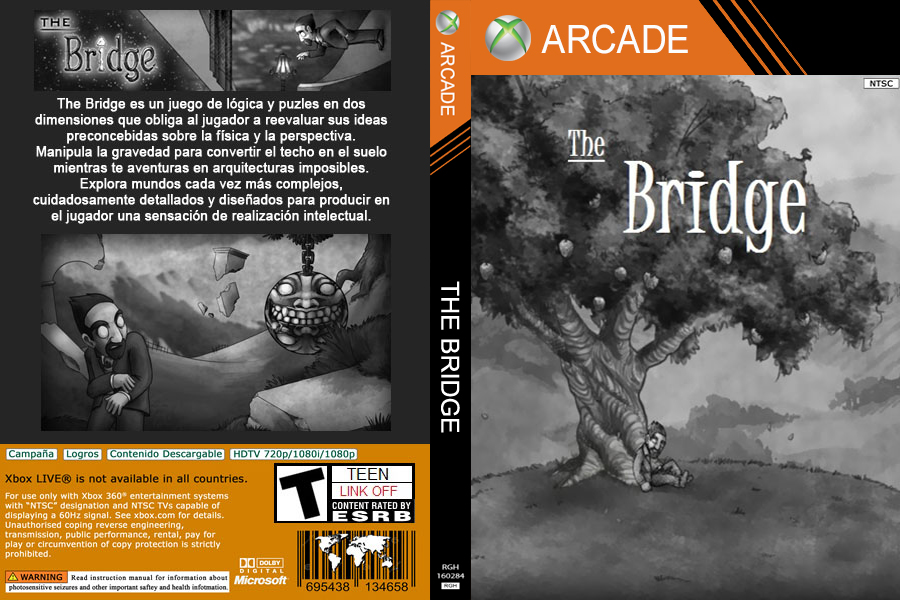 THE
Bridge
The Bridge es un juego de lógica y puzles en dos
dimensiones que obliga al jugador a reevaluar sus ideas
preconcebidas sobre la física y la perspectiva.
Manipula la gravedad para convertir el techo en el suelo
mientras te aventuras en arquitecturas imposibles.
Explora mundos cada vez más complejos,
cuidadosamente detallados y diseñados para producir en
el jugador una sensación de realización intelectual.
Campaña Logros Contenido Descargable HDTV 720p/1080i/1080p
Xbox LIVE® is not available in all countries.
For use only with Xbox 360® entertainment systems
with “NTSC” designation and NTSC TVs capable of
displaying a 60Hz signal. See xbox.com for details.
Unauthorised coping reverse engineering,
transmission, public performance, rental, pay for
play or circumvention of copy protection is strictly
prohibited.
WARNING Read instruction manual for information about
photosensitive seizures and other important saftey and health infotmation.
DOLBY
DIGITAL
Microsoft®
T
TEEN
LINK OFF
CONTENT RATED BY
ESRB
695438 134658
ARCADE
THE BRIDGE
RGH
160284
RGH
ARCADE
NTSC
The
Bridge